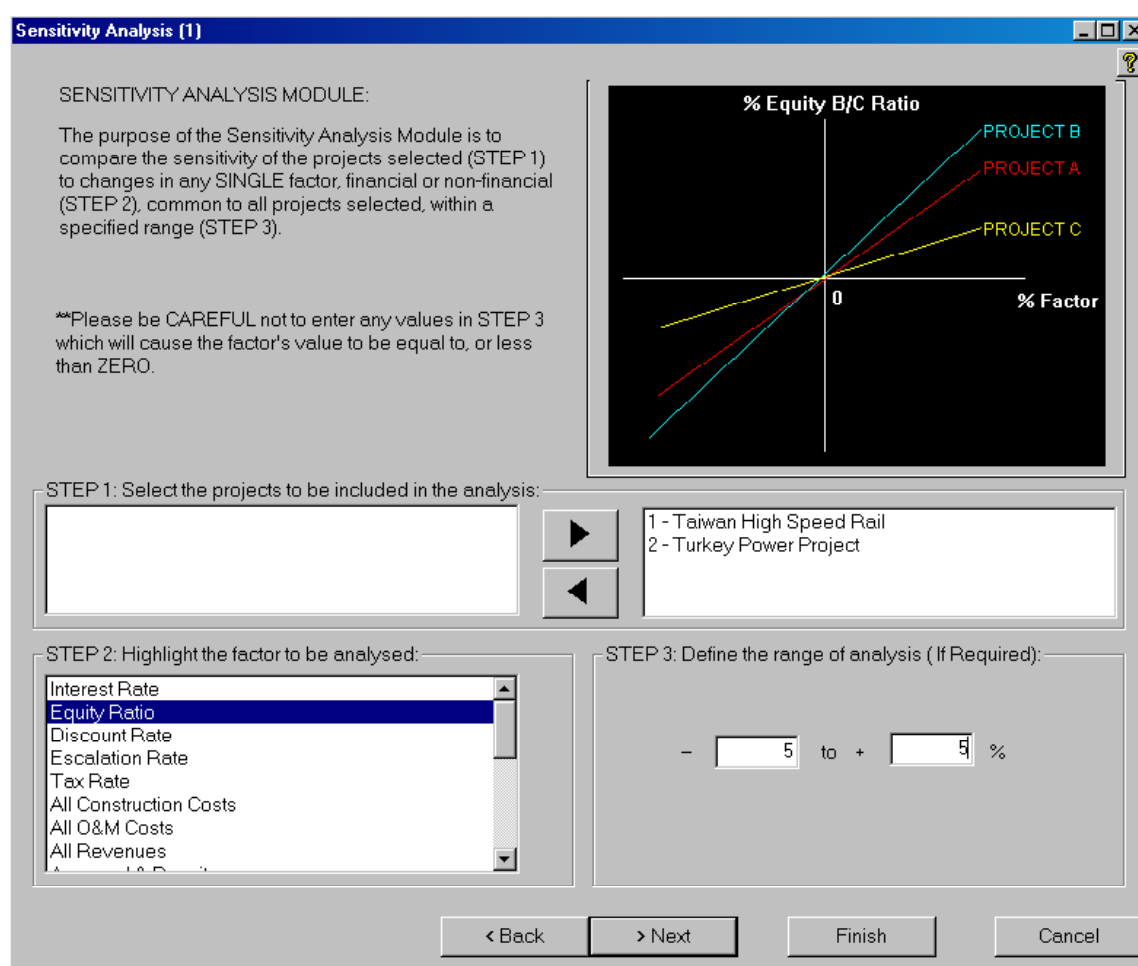 Sensitivity Analysis (1)
SENSITIVITY ANALYSIS MODULE:
The purpose of the Sensitivity Analysis Module is to
compare the sensitivity of the projects selected (STEP 1)
to changes in any SINGLE factor, financial or non-financial
(STEP 2), common to all projects selected, within a
specified range (STEP 3).
**Please be CAREFUL not to enter any values in STEP 3
which will cause the factor's value to be equal to, or less
than ZERO.
% Equity B/C Ratio
PROJECT B
PROJECT A
PROJECT C
0
% Factor
STEP 1: Select the projects to be included in the analysis:
1 - Taiwan High Speed Rail
2 - Turkey Power Project
STEP 2: Highlight the factor to be analysed:
Interest Rate
Equity Ratio
Discount Rate
Escalation Rate
Tax Rate
All Construction Costs
All O&M Costs
All Revenues
STEP 3: Define the range of analysis ( If Required):
– 5 to + 5 %
< Back
> Next
Finish
Cancel